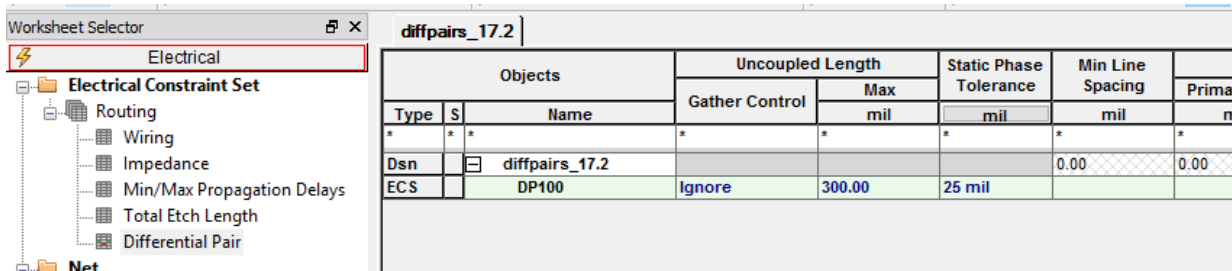 Worksheet Selector
Electrical
Electrical Constraint Set
Routing
Wiring
Impedance
Min/Max Propagation Delays
Total Etch Length
Differential Pair
Net
diffpairs_17.2
Objects Uncoupled Length Static Phase Tolerance Min Line Spacing
Gather Control Max Prima
Type S Name mil mil mil
* * * * * * * *
Dsn diffpairs_17.2 0.00 0.00
ECS DP100 Ignore 300.00 25 mil